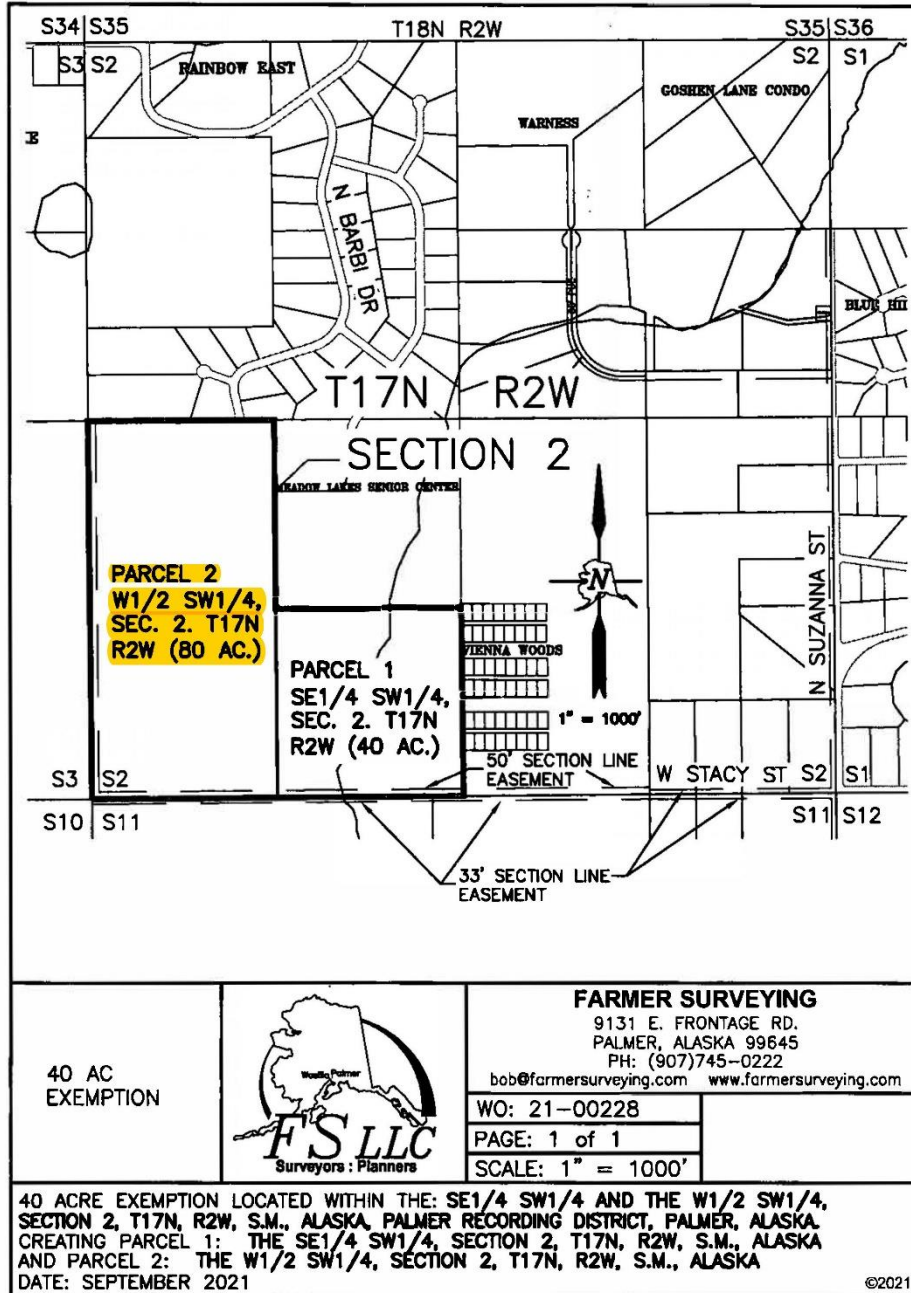 S34 S35
T18N R2W
S35 S36
S3 S2
RAINBOW EAST
S2 S1
GOSHEN LANE CONDO
WARNESS
E
N BARBI DR
BLUE HIL
T17N R2W
SECTION 2
MEADOW LAKES SENIOR CENTER
N
PARCEL 2
W1/2 SW1/4,
SEC. 2. T17N
R2W (80 AC.)
VIENNA WOODS
PARCEL 1
SE1/4 SW1/4,
SEC. 2. T17N
R2W (40 AC.)
N SUZANNA ST
1" = 1000'
50' SECTION LINE
EASEMENT
W STACY ST
S3 S2
S2 S1
S10 S11
S11 S12
33' SECTION LINE
EASEMENT
40 AC
EXEMPTION
Wasilla Palmer
FS LLC
Surveyors : Planners
FARMER SURVEYING
9131 E. FRONTAGE RD.
PALMER, ALASKA 99645
PH: (907)745-0222
bob@farmersurveying.com www.farmersurveying.com
WO: 21-00228
PAGE: 1 of 1
SCALE: 1" = 1000'
40 ACRE EXEMPTION LOCATED WITHIN THE: SE1/4 SW1/4 AND THE W1/2 SW1/4,
SECTION 2, T17N, R2W, S.M., ALASKA, PALMER RECORDING DISTRICT, PALMER, ALASKA.
CREATING PARCEL 1: THE SE1/4 SW1/4, SECTION 2, T17N, R2W, S.M., ALASKA
AND PARCEL 2: THE W1/2 SW1/4, SECTION 2, T17N, R2W, S.M., ALASKA
DATE: SEPTEMBER 2021
©2021